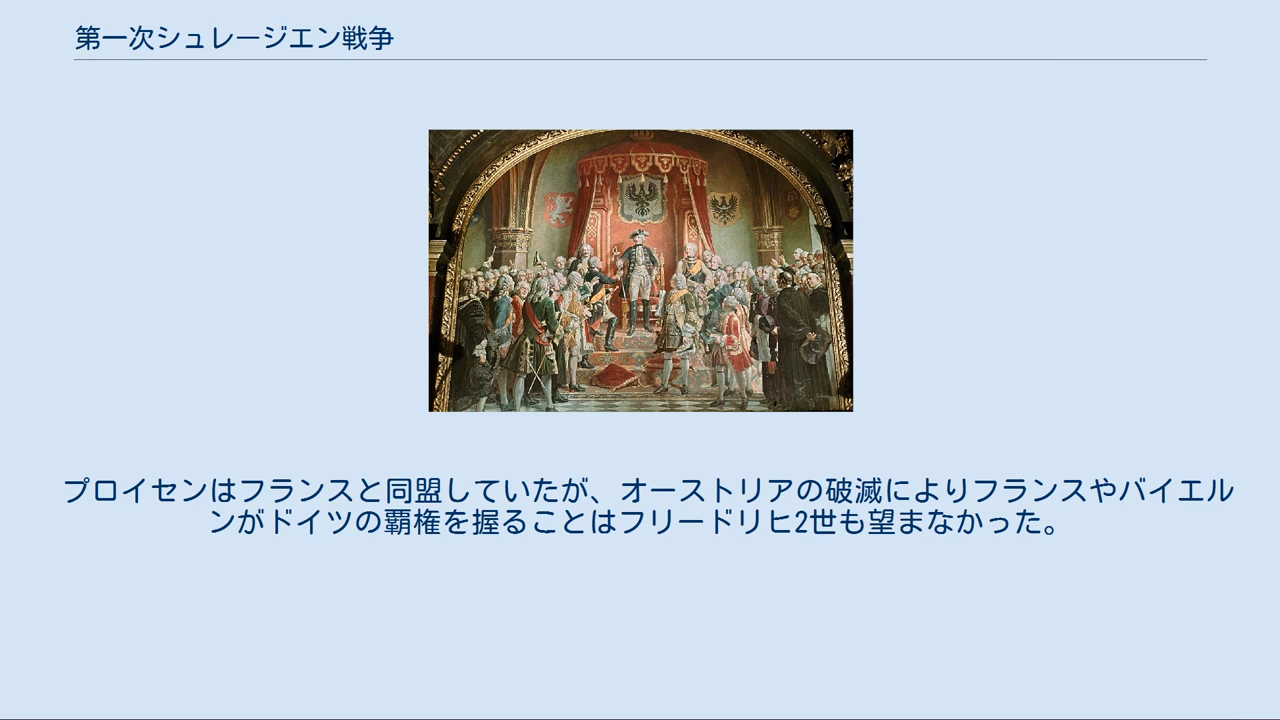 第一次シュレージエン戦争
プロイセンはフランスと同盟していたが、オーストリアの破滅によりフランスやバイエル
ンがドイツの覇権を握ることはフリードリヒ2世も望まなかった。